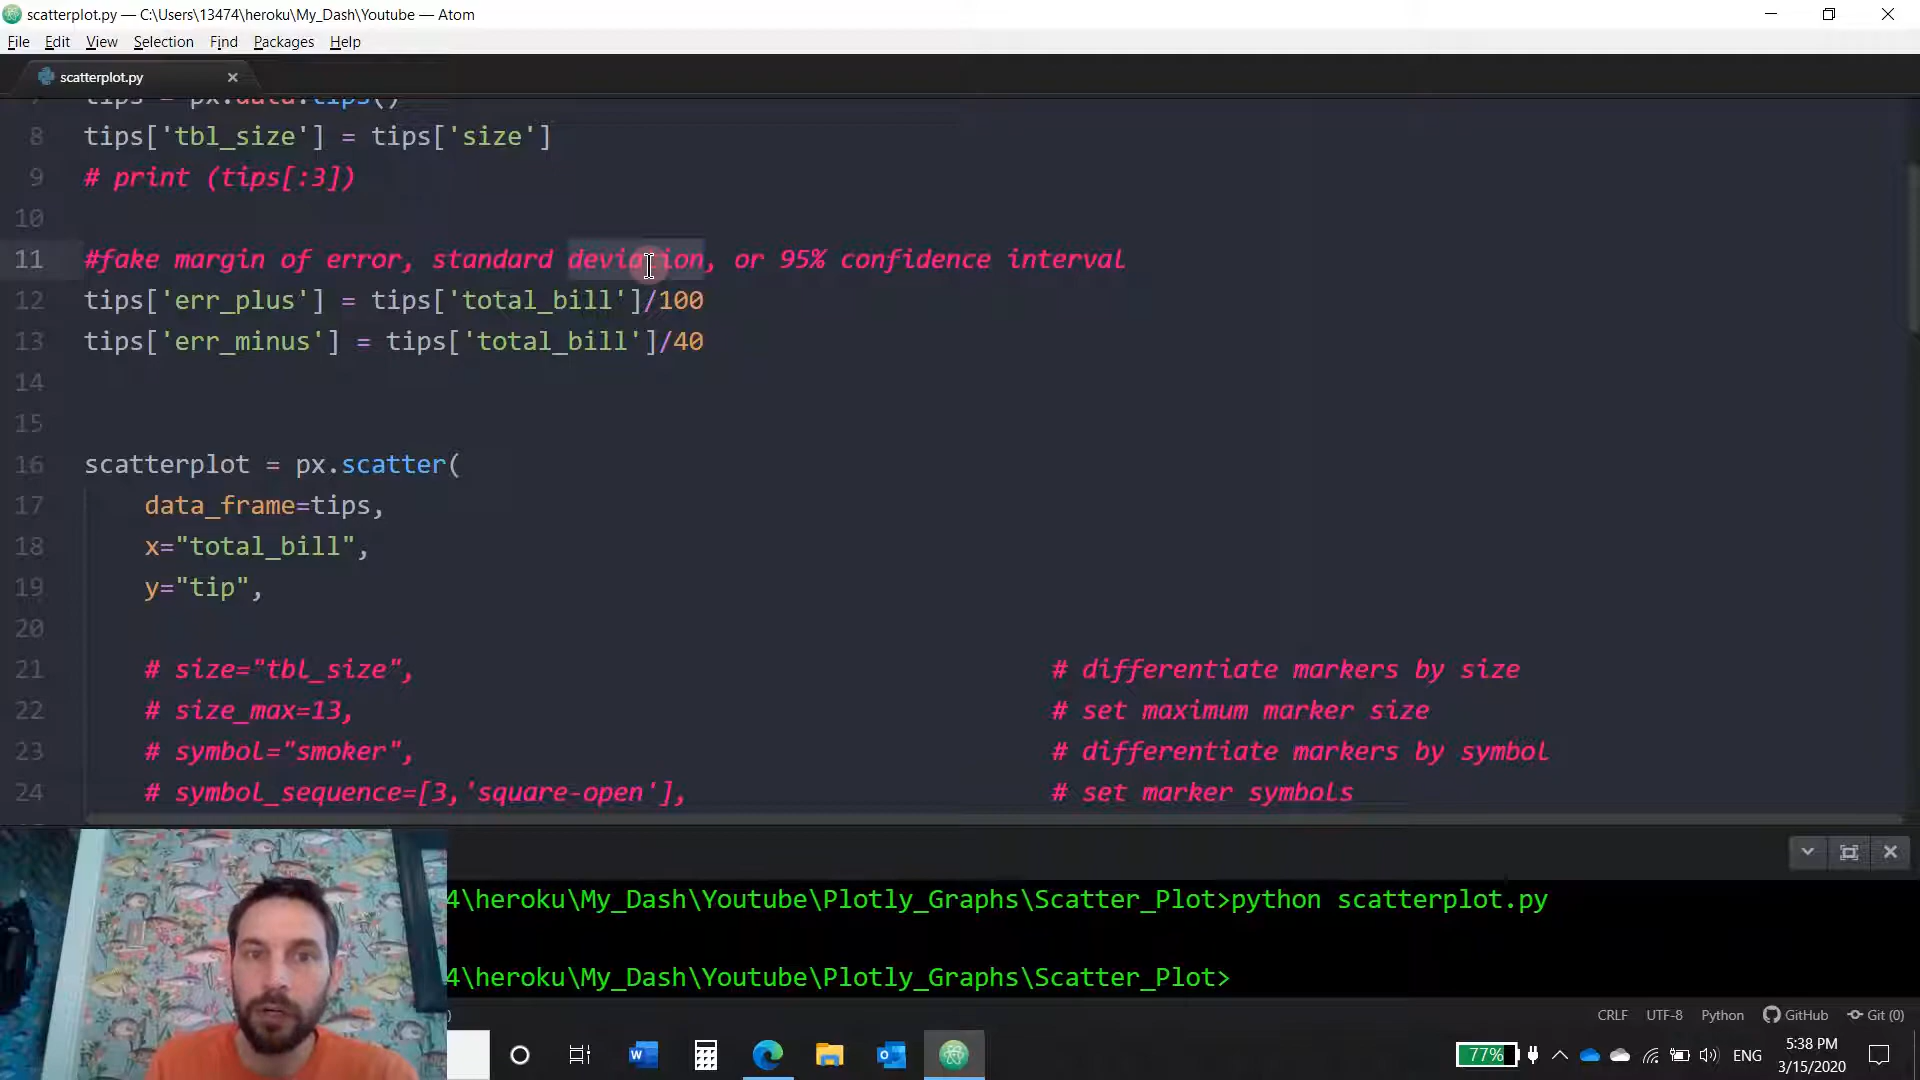 scatterplot.py — C:\Users\13474\heroku\My_Dash\Youtube — Atom
File Edit View Selection Find Packages Help
scatterplot.py
tips = px.data.tips()
8 tips['tbl_size'] = tips['size']
9 # print (tips[:3])
10
11 #fake margin of error, standard deviation, or 95% confidence interval
12 tips['err_plus'] = tips['total_bill']/100
13 tips['err_minus'] = tips['total_bill']/40
14
15
16 scatterplot = px.scatter(
17 data_frame=tips,
18 x="total_bill",
19 y="tip",
20
21 # size="tbl_size", # differentiate markers by size
22 # size_max=13, # set maximum marker size
23 # symbol="smoker", # differentiate markers by symbol
24 # symbol_sequence=[3,'square-open'], # set marker symbols
4\heroku\My_Dash\Youtube\Plotly_Graphs\Scatter_Plot>python scatterplot.py
4\heroku\My_Dash\Youtube\Plotly_Graphs\Scatter_Plot>
CRLF UTF-8 Python GitHub Git (0)
77% ENG 5:38 PM
3/15/2020